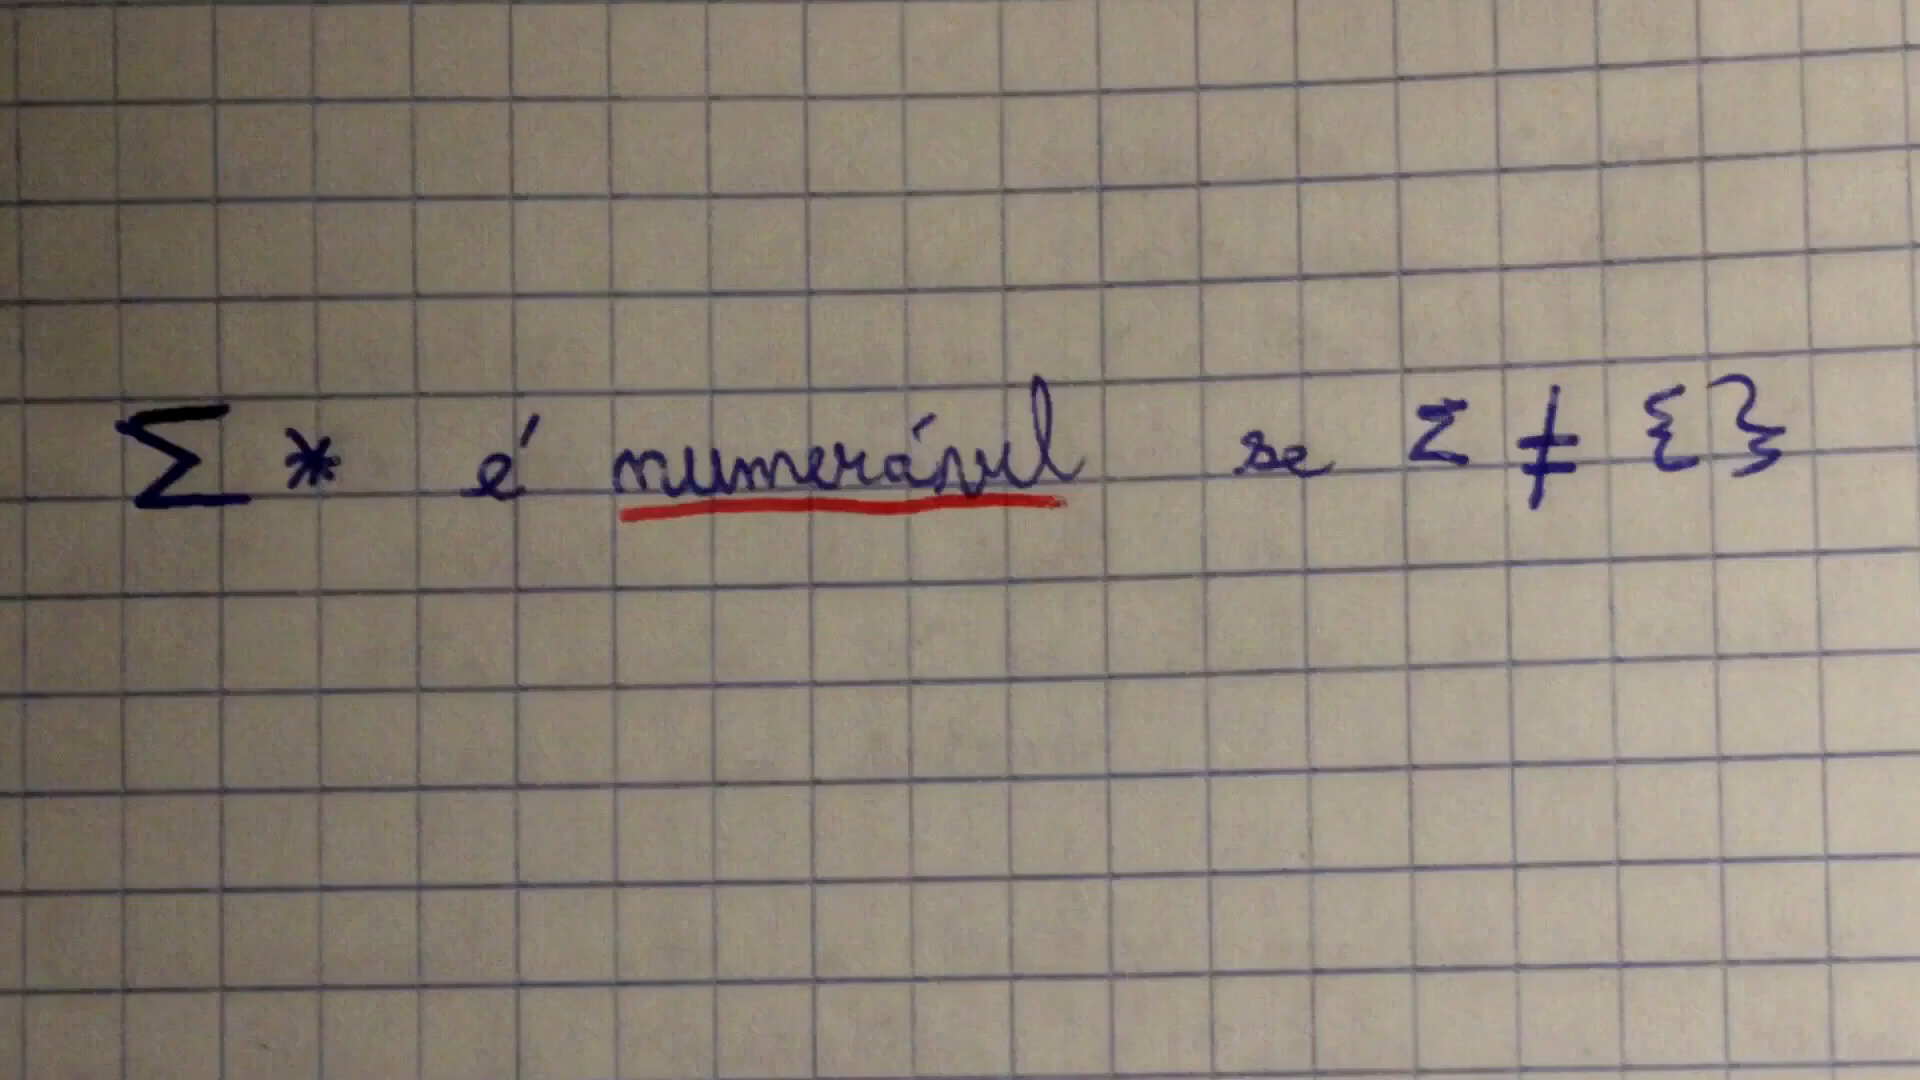 Σ* é numerável se Σ ≠ {}